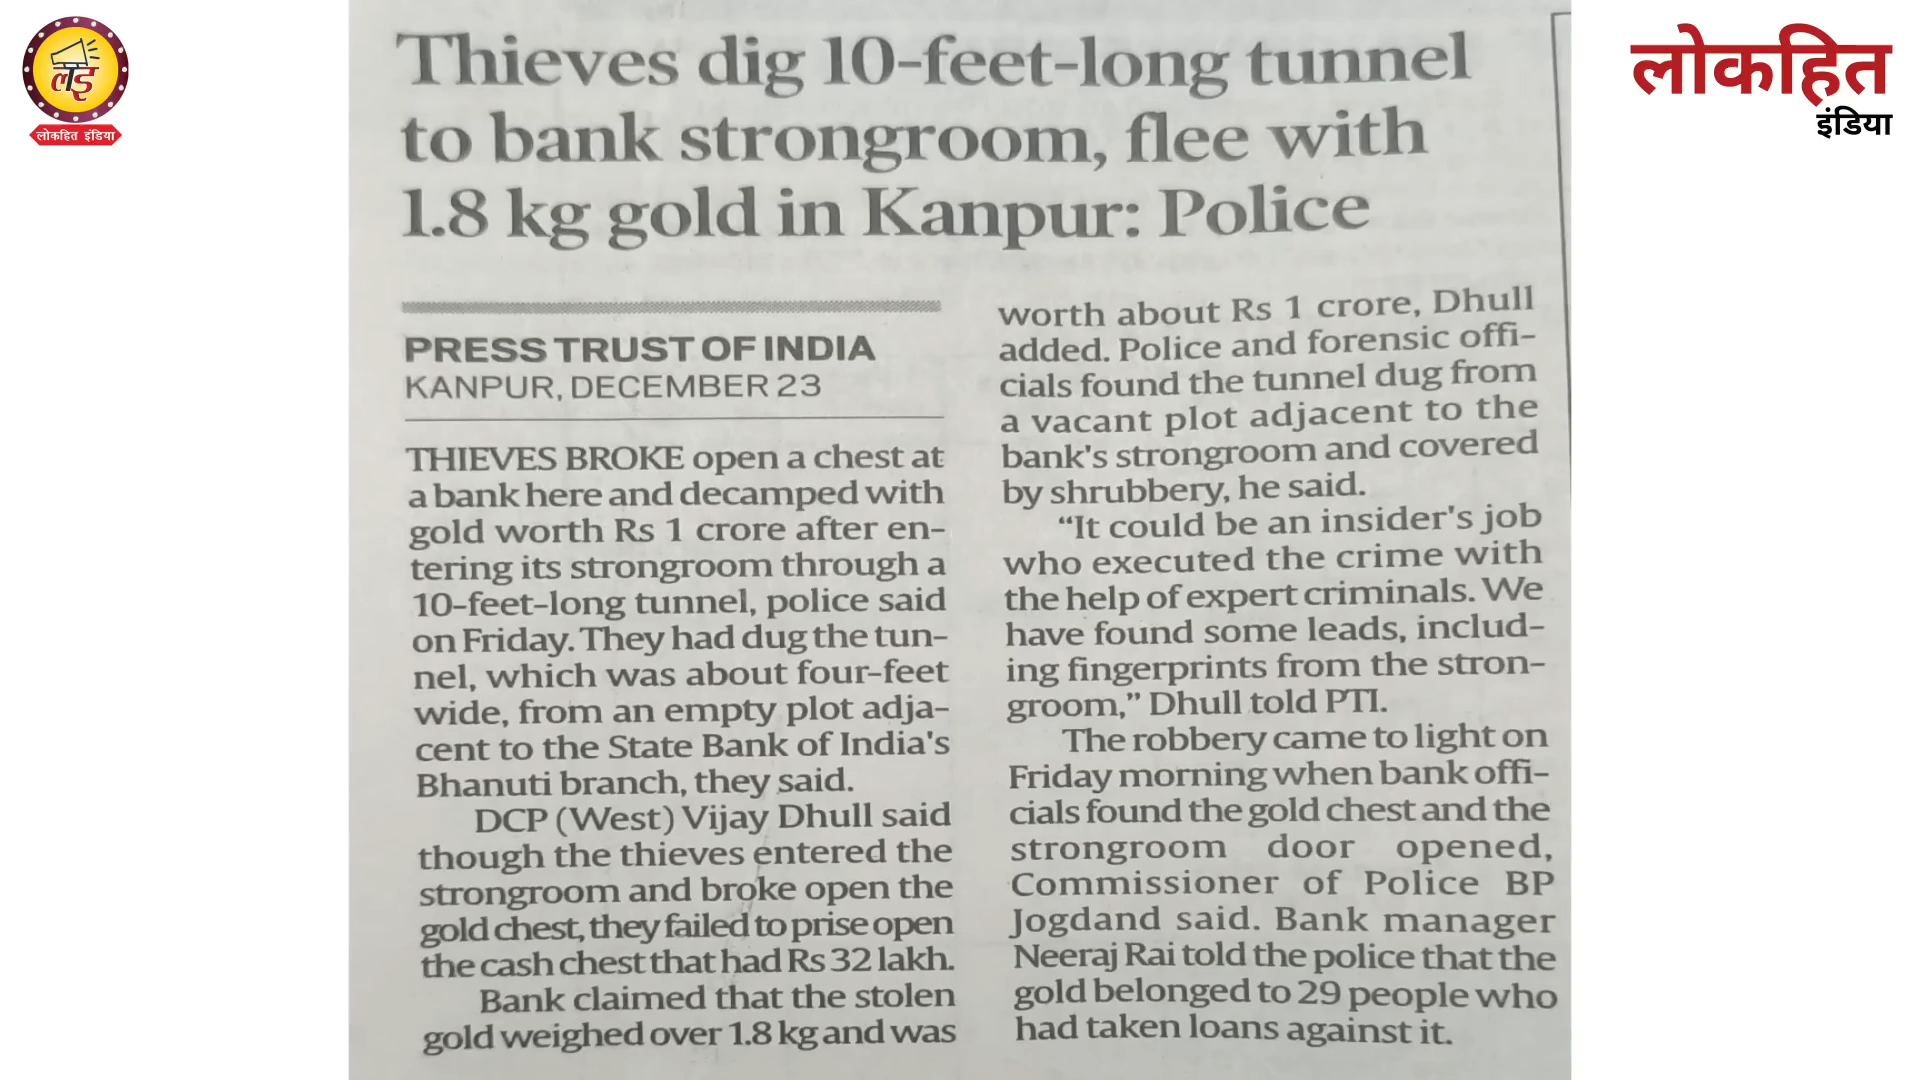 लइ
लोकहित इंडिया
लोकहित
इंडिया
Thieves dig 10-feet-long tunnel
to bank strongroom, flee with
1.8 kg gold in Kanpur: Police
PRESS TRUST OF INDIA
KANPUR, DECEMBER 23
THIEVES BROKE open a chest at
a bank here and decamped with
gold worth Rs 1 crore after en-
tering its strongroom through a
10-feet-long tunnel, police said
on Friday. They had dug the tun-
nel, which was about four-feet
wide, from an empty plot adja-
cent to the State Bank of India's
Bhanuti branch, they said.
DCP (West) Vijay Dhull said
though the thieves entered the
strongroom and broke open the
gold chest, they failed to prise open
the cash chest that had Rs 32 lakh.
Bank claimed that the stolen
gold weighed over 1.8 kg and was
worth about Rs 1 crore, Dhull
added. Police and forensic offi-
cials found the tunnel dug from
a vacant plot adjacent to the
bank's strongroom and covered
by shrubbery, he said.
“It could be an insider's job
who executed the crime with
the help of expert criminals. We
have found some leads, includ-
ing fingerprints from the stron-
groom,” Dhull told PTI.
The robbery came to light on
Friday morning when bank offi-
cials found the gold chest and the
strongroom door opened,
Commissioner of Police BP
Jogdand said. Bank manager
Neeraj Rai told the police that the
gold belonged to 29 people who
had taken loans against it.